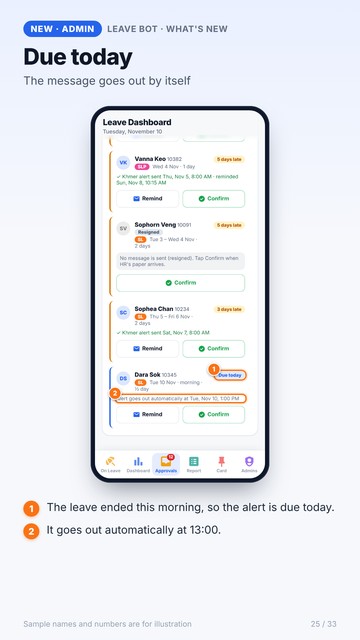 NEW · ADMIN LEAVE BOT · WHAT'S NEW
Due today
The message goes out by itself
Leave Dashboard
Tuesday, November 10
VK Vanna Keo 10382 5 days late
SLP Wed 4 Nov · 1 day
✓ Khmer alert sent Thu, Nov 5, 8:00 AM · reminded
Sun, Nov 8, 10:15 AM
Remind Confirm
SV Sophorn Veng 10091 5 days late
Resigned
Tue 3 – Wed 4 Nov ·
2 days
No message is sent (resigned). Tap Confirm when
HR's paper arrives.
Confirm
SC Sophea Chan 10234 3 days late
Thu 5 – Fri 6 Nov ·
2 days
✓ Khmer alert sent Sat, Nov 7, 8:00 AM
Remind Confirm
1
DS Dara Sok 10345 Due today
Tue 10 Nov · morning ·
½ day
2
alert goes out automatically at Tue, Nov 10, 1:00 PM
Remind Confirm
12
On Leave Dashboard Approvals Report Card Admins
1 The leave ended this morning, so the alert is due today.
2 It goes out automatically at 13:00.
Sample names and numbers are for illustration 25 / 33